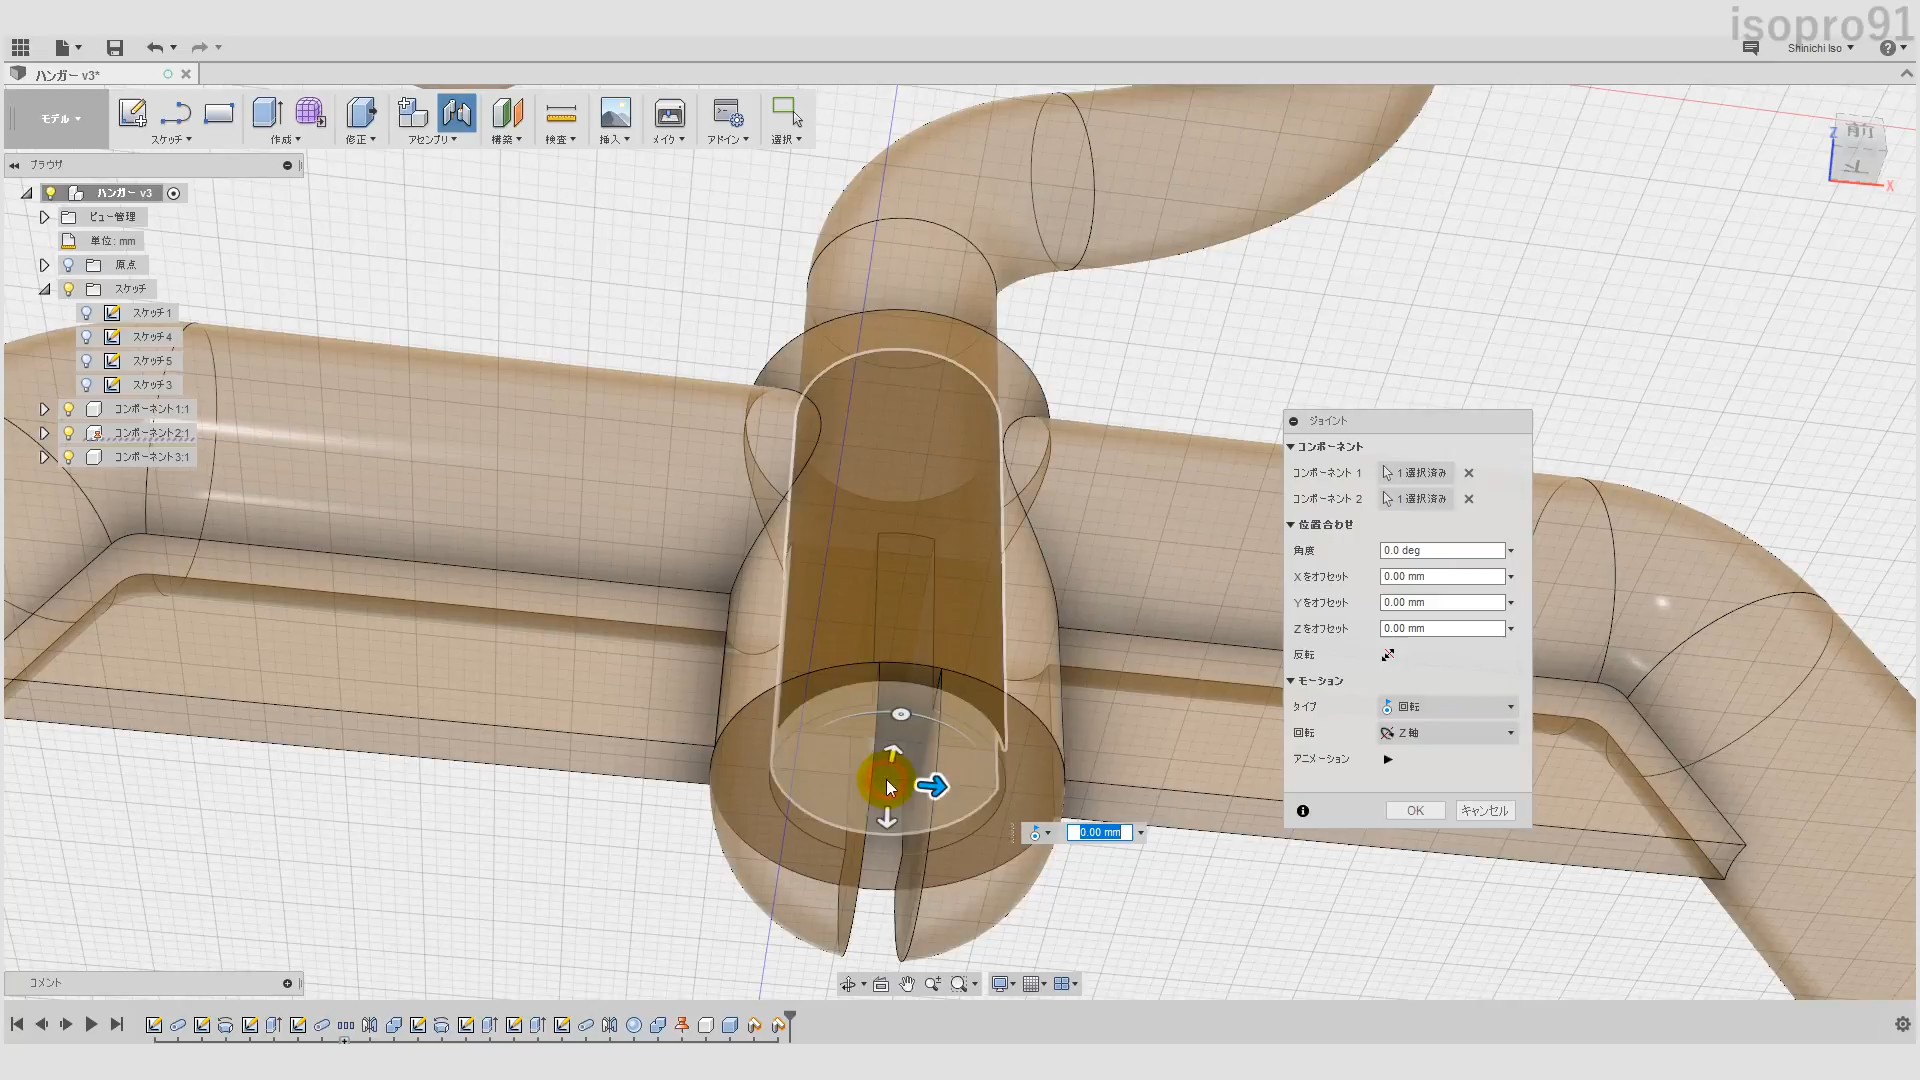 isopro91
Shinichi Iso
ハンガー v3*
モデル
スケッチ
作成
修正
アセンブリ
構築
検査
挿入
メイク
アドイン
選択
ブラウザ
ハンガー v3
ビュー管理
単位: mm
原点
スケッチ
スケッチ1
スケッチ4
スケッチ5
スケッチ3
コンポーネント1:1
コンポーネント2:1
コンポーネント3:1
前
下
Z
X
ジョイント
コンポーネント
コンポーネント 1 1 選択済み
コンポーネント 2 1 選択済み
位置合わせ
角度 0.0 deg
X をオフセット 0.00 mm
Y をオフセット 0.00 mm
Z をオフセット 0.00 mm
反転
モーション
タイプ 回転
回転 Z 軸
アニメーション
OK キャンセル
0.00 mm
コメント